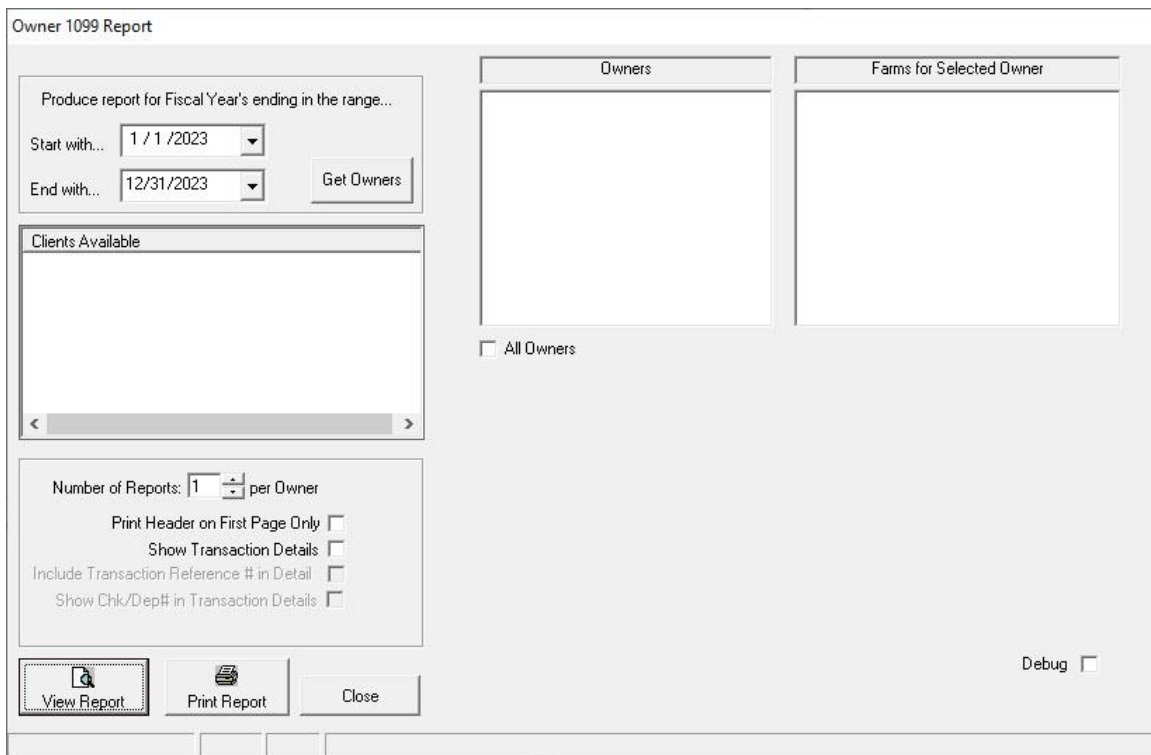 Owner 1099 Report
Produce report for Fiscal Year's ending in the range...
Start with... 1 / 1 /2023
End with... 12/31/2023
Get Owners
Clients Available
Number of Reports: 1 per Owner
Print Header on First Page Only
Show Transaction Details
Include Transaction Reference # in Detail
Show Chk/Dep# in Transaction Details
View Report
Print Report
Close
Owners
Farms for Selected Owner
All Owners
Debug